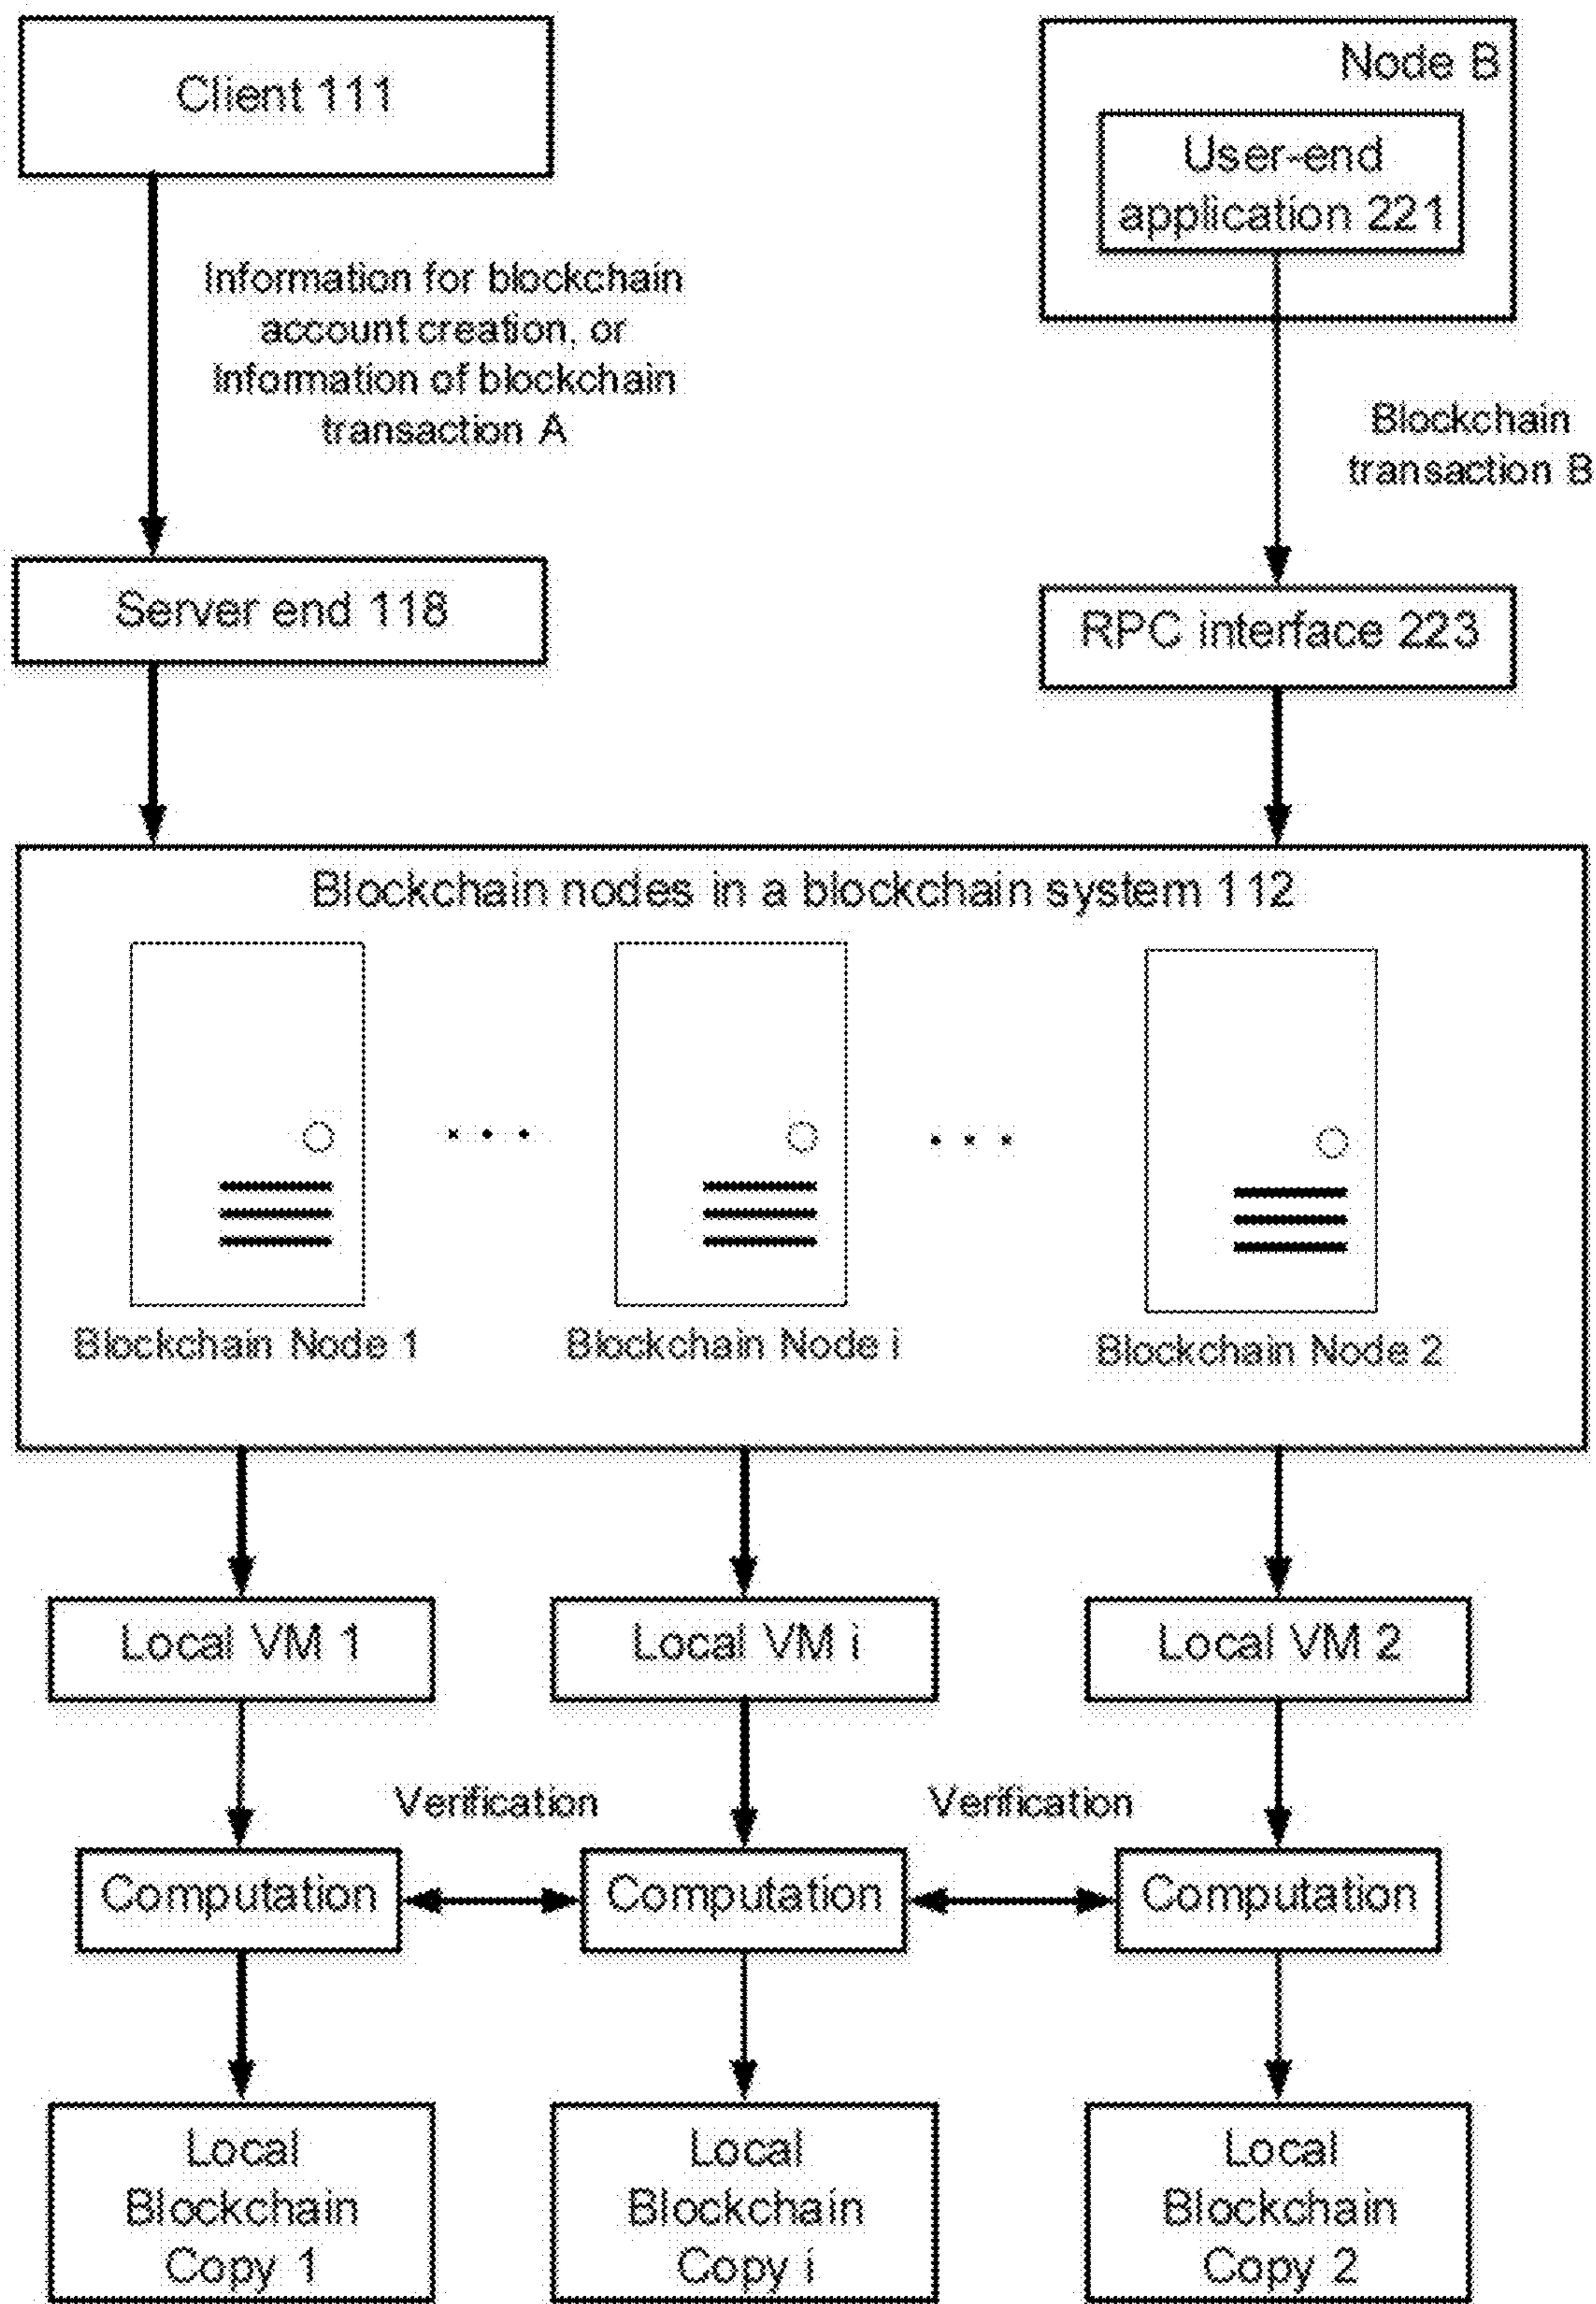 Client 111
Node B
User-end
application 221
Information for blockchain
account creation, or
Information of blockchain
transaction A
Blockchain
transaction B
Server end 118
RPC interface 223
Blockchain nodes in a blockchain system 112
Blockchain Node 1
Blockchain Node i
Blockchain Node 2
Local VM 1
Local VM i
Local VM 2
Verification
Verification
Computation
Computation
Computation
Local
Blockchain
Copy 1
Local
Blockchain
Copy i
Local
Blockchain
Copy 2